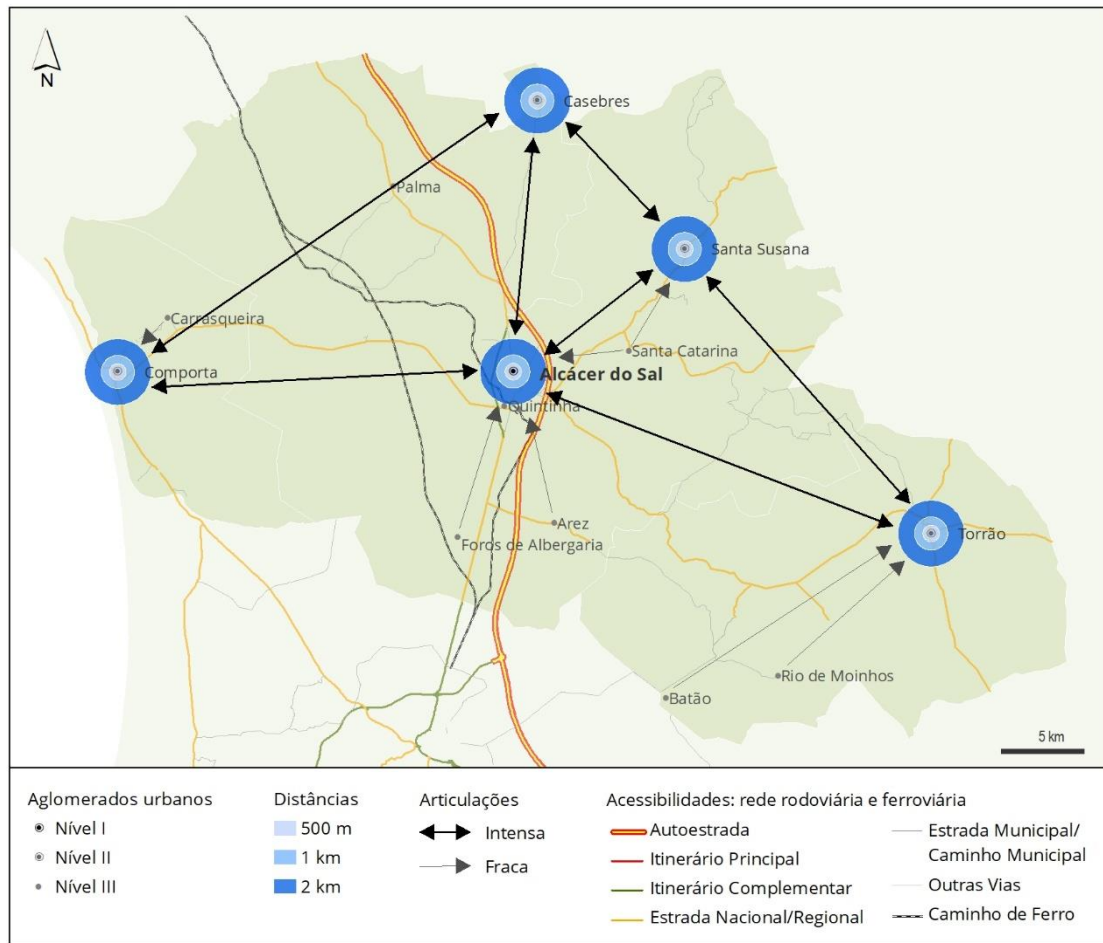 N
Casebres
Palma
Santa Susana
Carrasqueira
Santa Catarina
Comporta
Alcácer do Sal
Quintinha
Arez
Foros de Albergaria
Torrão
Rio de Moinhos
Batão
5 km
Aglomerados urbanos
Nível I
Nível II
Nível III
Distâncias
500 m
1 km
2 km
Articulações
Intensa
Fraca
Acessibilidades: rede rodoviária e ferroviária
Autoestrada
Itinerário Principal
Itinerário Complementar
Estrada Nacional/Regional
Estrada Municipal/
Caminho Municipal
Outras Vias
Caminho de Ferro